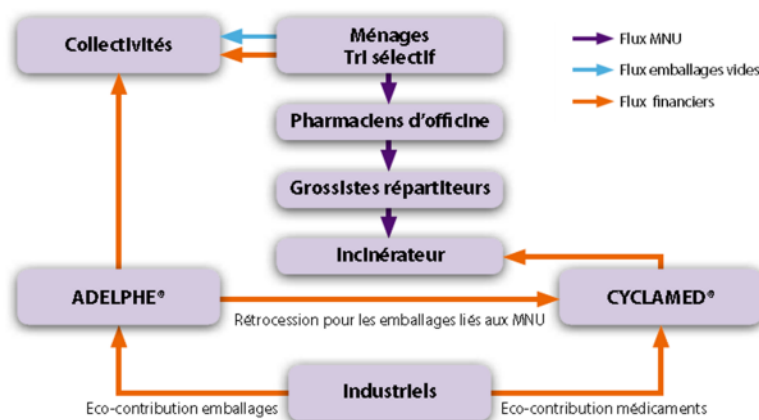 Collectivités
Ménages
Tri sélectif
Flux MNU
Flux emballages vides
Flux financiers
Pharmaciens d'officine
Grossistes répartiteurs
Incinérateur
ADELPHE®
CYCLAMED®
Rétrocession pour les emballages liés aux MNU
Industriels
Eco-contribution emballages
Eco-contribution médicaments